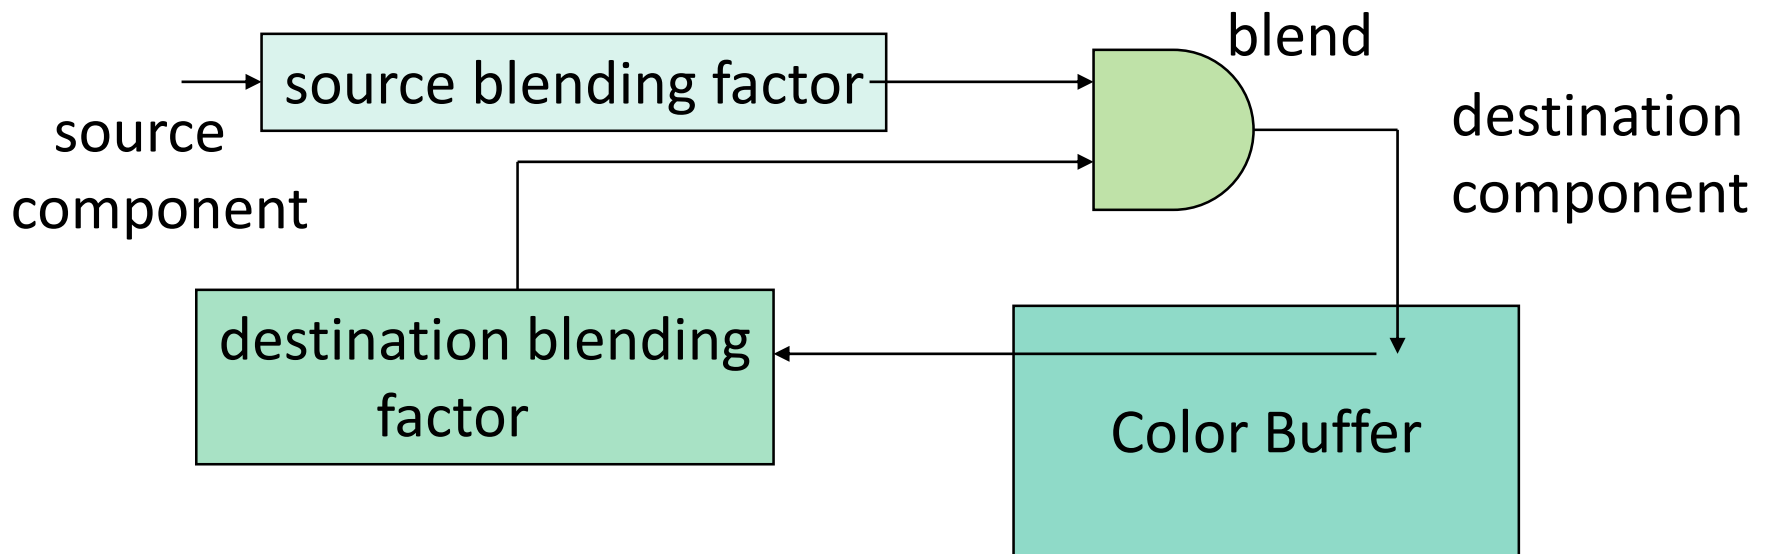 blend
source blending factor
source
component
destination
component
destination blending
factor
Color Buffer